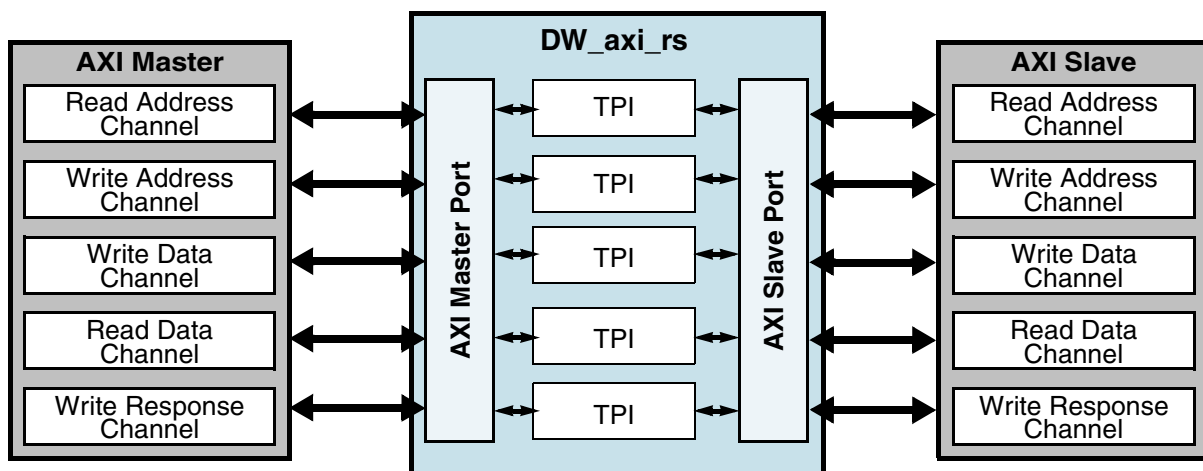 AXI Master
Read Address
Channel
Write Address
Channel
Write Data
Channel
Read Data
Channel
Write Response
Channel
DW_axi_rs
AXI Master Port
TPI
TPI
TPI
TPI
TPI
AXI Slave Port
AXI Slave
Read Address
Channel
Write Address
Channel
Write Data
Channel
Read Data
Channel
Write Response
Channel